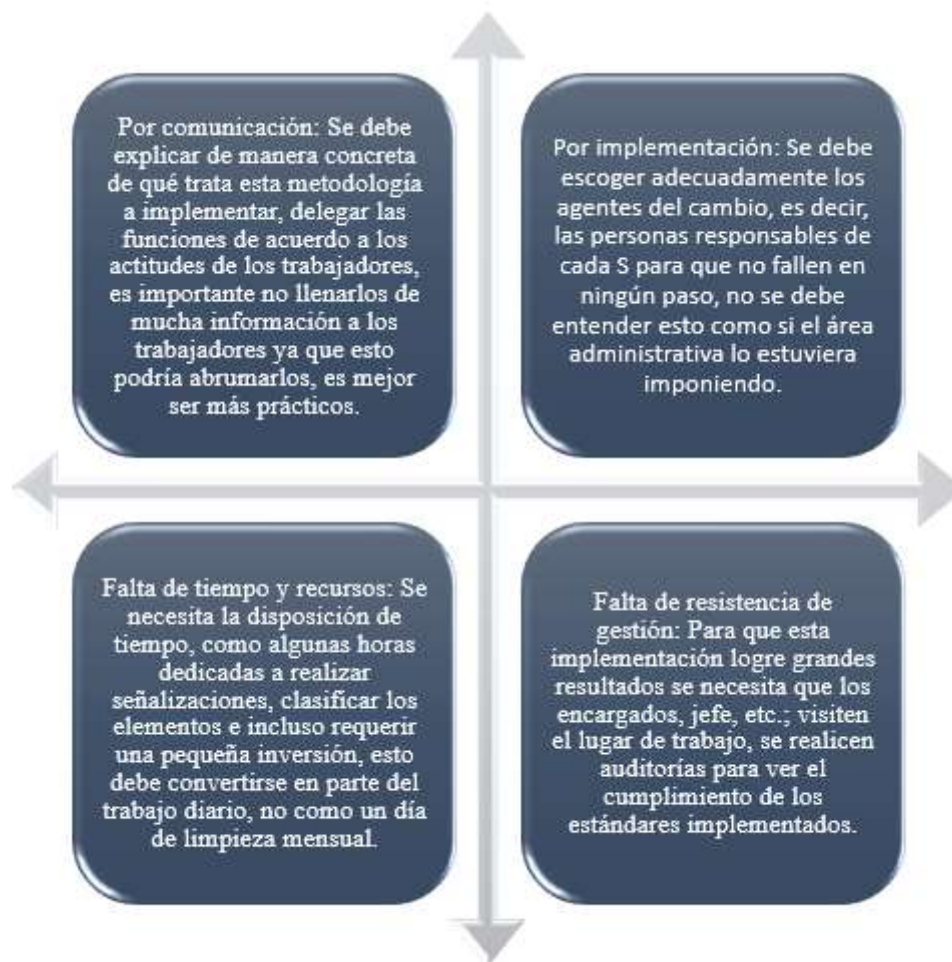 Por comunicación: Se debe
explicar de manera concreta
de qué trata esta metodología
a implementar, delegar las
funciones de acuerdo a los
actitudes de los trabajadores,
es importante no llenarlos de
mucha información a los
trabajadores ya que esto
podría abrumarlos, es mejor
ser más prácticos.
Por implementación: Se debe
escoger adecuadamente los
agentes del cambio, es decir,
las personas responsables de
cada S para que no fallen en
ningún paso, no se debe
entender esto como si el área
administrativa lo estuviera
imponiendo.
Falta de tiempo y recursos: Se
necesita la disposición de
tiempo, como algunas horas
dedicadas a realizar
señalizaciones, clasificar los
elementos e incluso requerir
una pequeña inversión, esto
debe convertirse en parte del
trabajo diario, no como un día
de limpieza mensual.
Falta de resistencia de
gestión: Para que esta
implementación logre grandes
resultados se necesita que los
encargados, jefe, etc.; visiten
el lugar de trabajo, se realicen
auditorías para ver el
cumplimiento de los
estándares implementados.